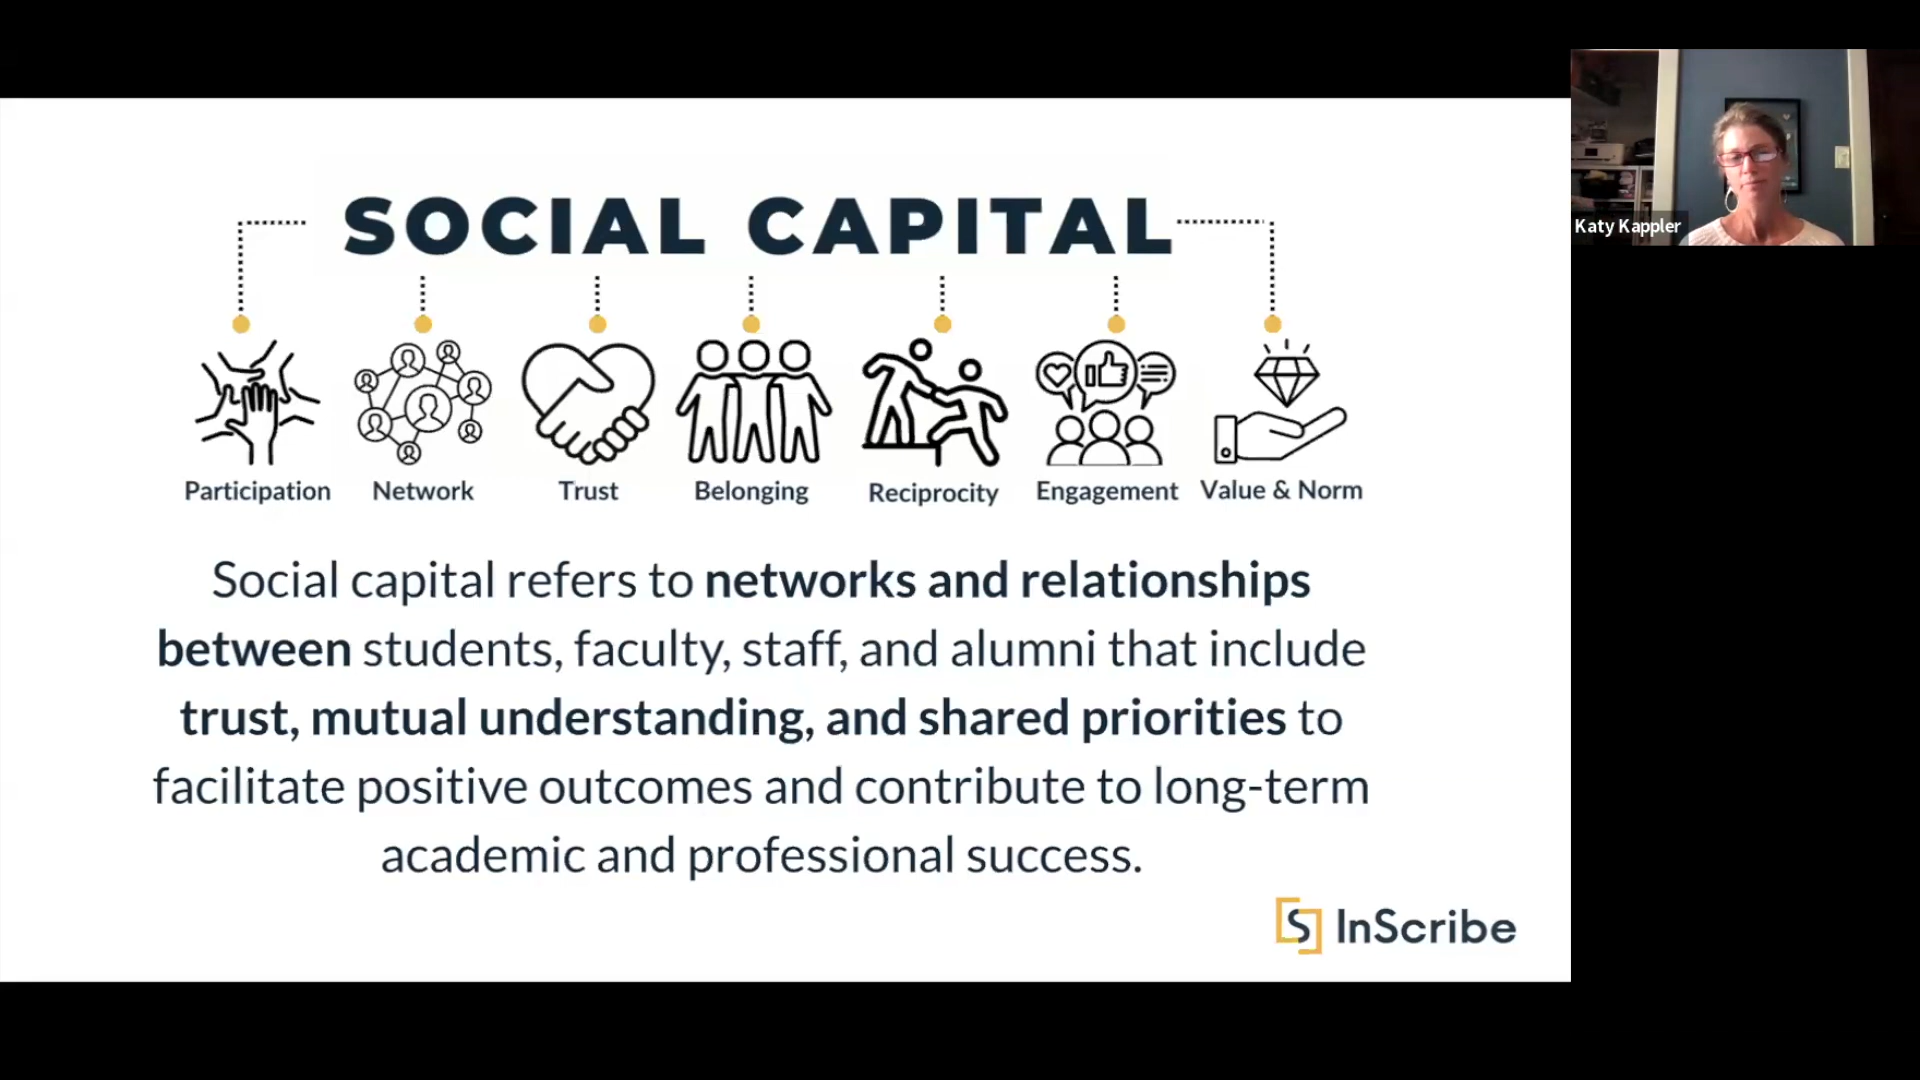 SOCIAL CAPITAL
Katy Kappler
Participation Network Trust Belonging Reciprocity Engagement Value & Norm
Social capital refers to networks and relationships
between students, faculty, staff, and alumni that include
trust, mutual understanding, and shared priorities to
facilitate positive outcomes and contribute to long-term
academic and professional success.
InScribe